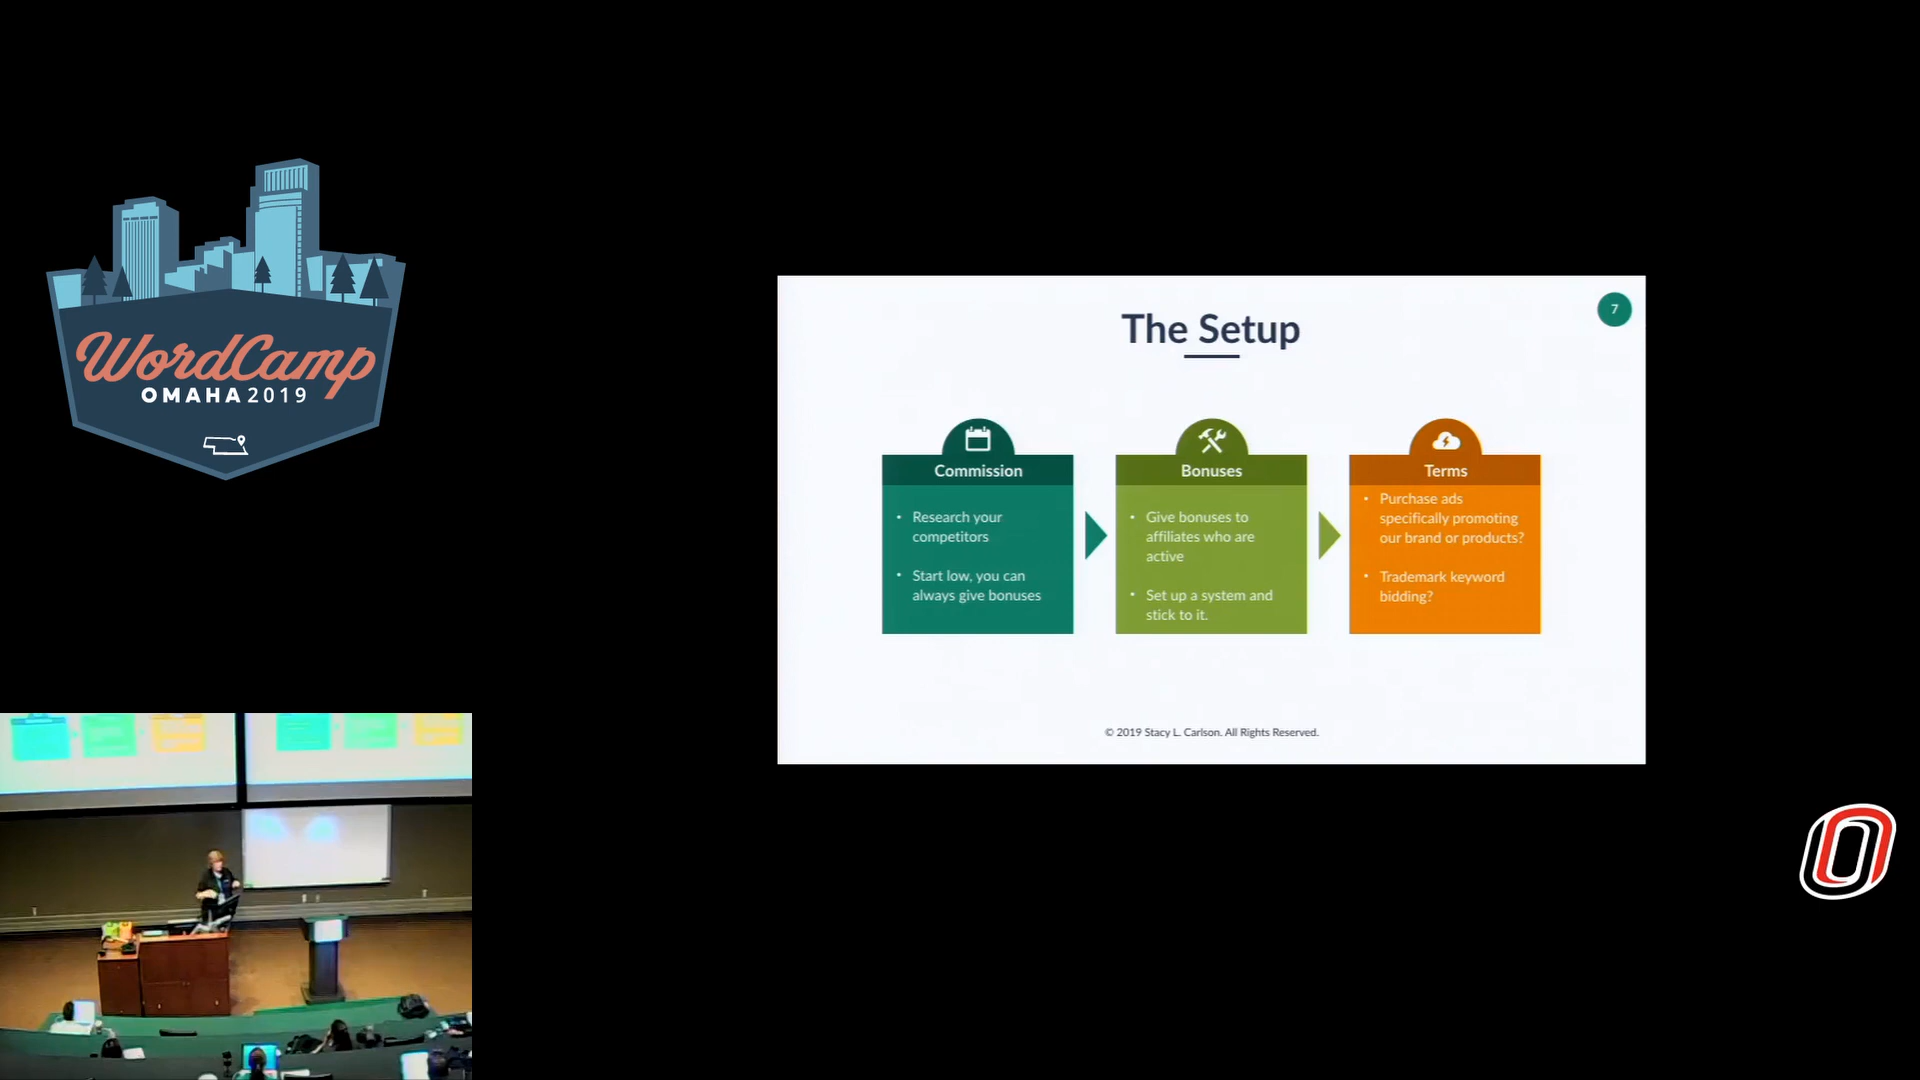 WordCamp
OMAHA 2019
The Setup
7
Commission
• Research your
competitors
• Start low, you can
always give bonuses
Bonuses
• Give bonuses to
affiliates who are
active
• Set up a system and
stick to it.
Terms
• Purchase ads
specifically promoting
our brand or products?
• Trademark keyword
bidding?
© 2019 Stacy L. Carlson. All Rights Reserved.
O